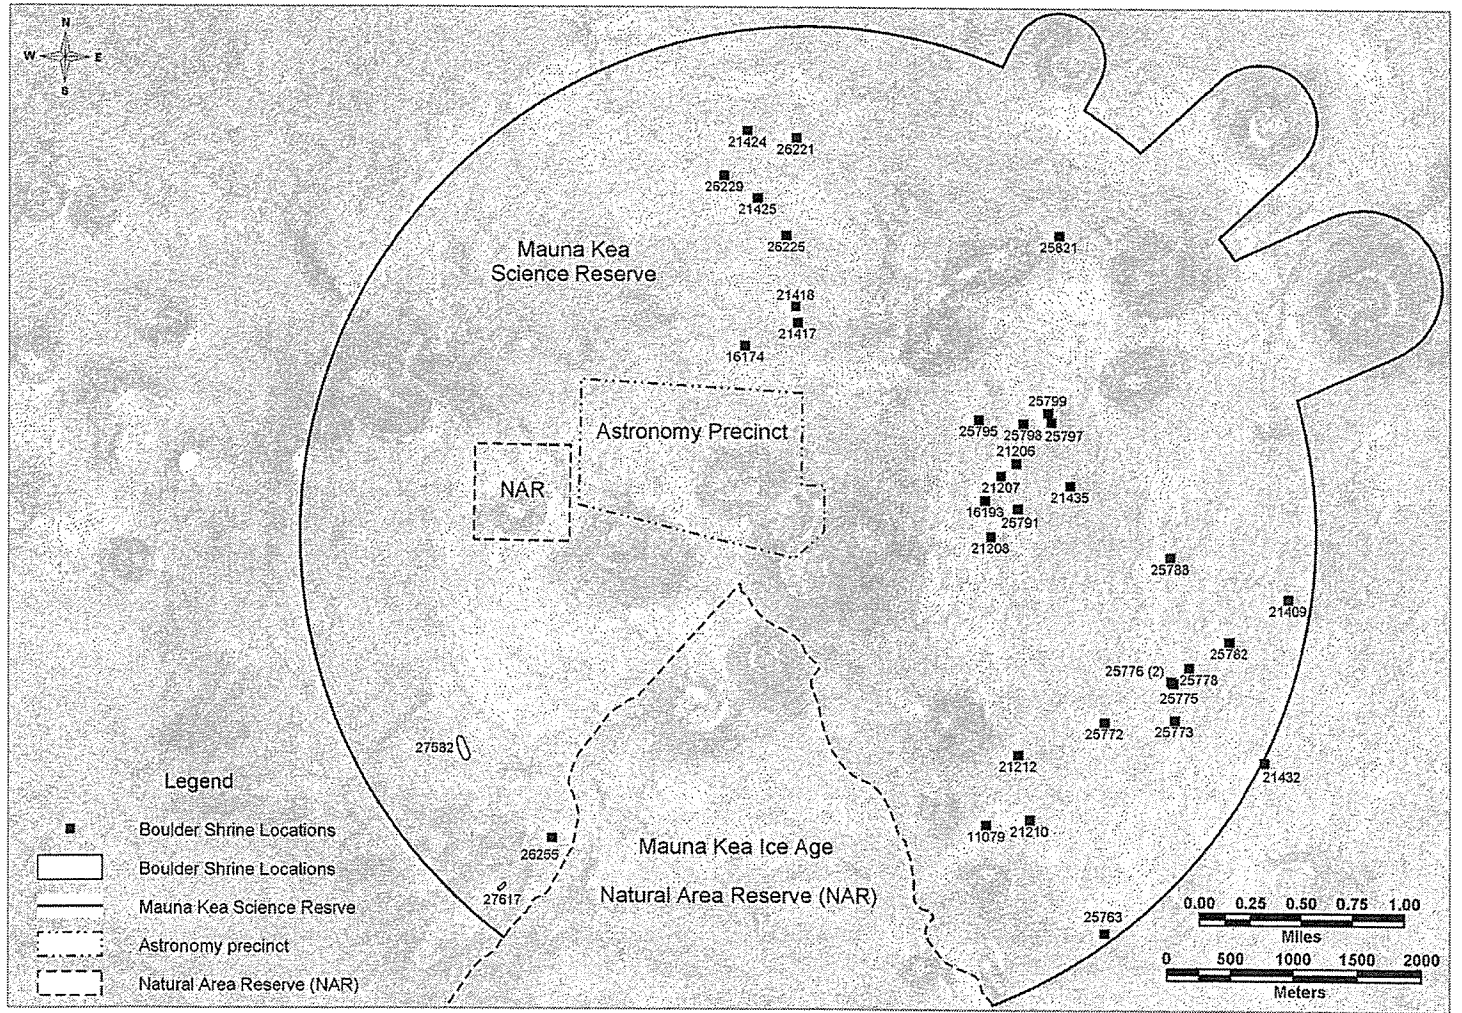 N
W E
S
21424
26221
26229
21425
26225
Mauna Kea
Science Reserve
25821
21418
21417
16174
25799
Astronomy Precinct
25795
25798
25797
21206
NAR
21207
21435
16193
25791
21208
25788
21409
25782
25776 (2)
25778
25775
25772
25773
27582
21212
21432
Legend
Boulder Shrine Locations
Boulder Shrine Locations
Mauna Kea Science Resrve
Astronomy precinct
Natural Area Reserve (NAR)
26255
27617
Mauna Kea Ice Age
Natural Area Reserve (NAR)
11079
21210
25763
0.00 0.25 0.50 0.75 1.00
Miles
0 500 1000 1500 2000
Meters